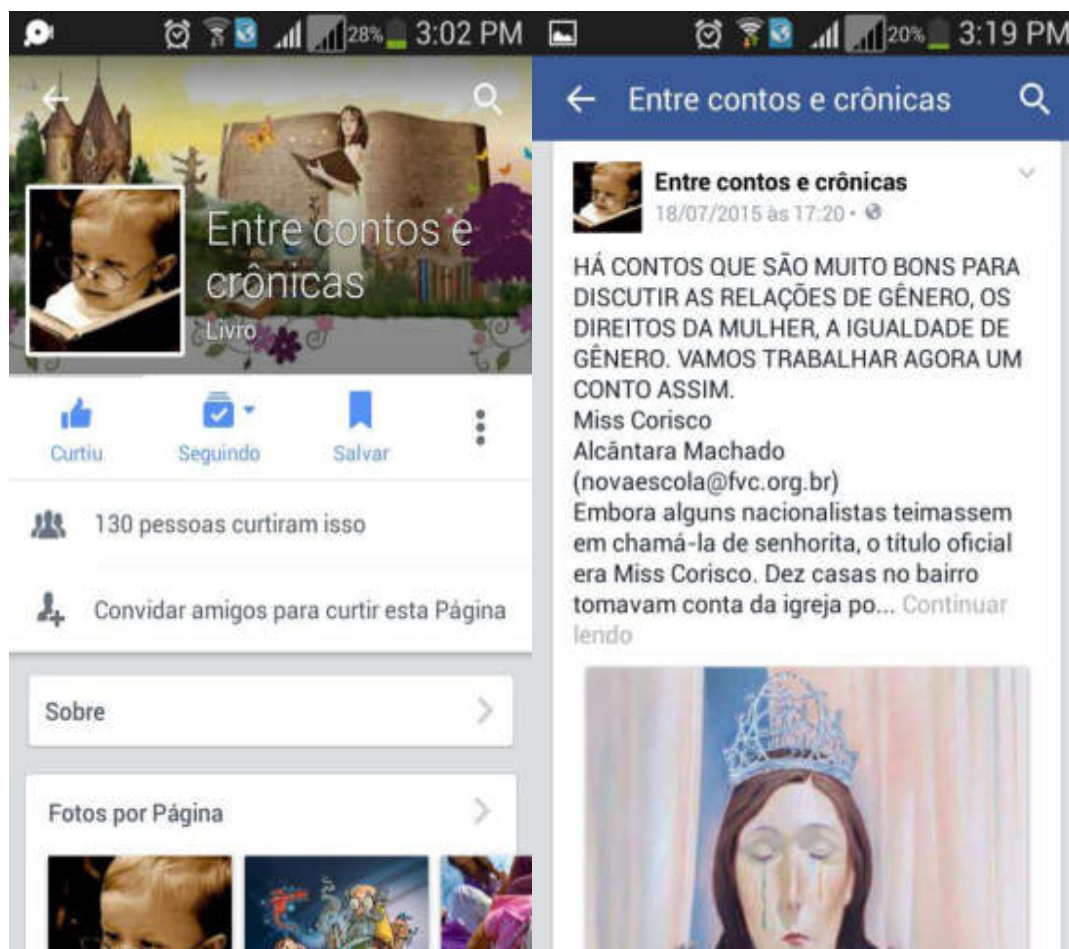 28% 3:02 PM
Entre contos e
crônicas
Livro
Curtiu Seguindo Salvar
130 pessoas curtiram isso
Convidar amigos para curtir esta Página
Sobre
Fotos por Página
20% 3:19 PM
Entre contos e crônicas
Entre contos e crônicas
18/07/2015 às 17:20 •
HÁ CONTOS QUE SÃO MUITO BONS PARA
DISCUTIR AS RELAÇÕES DE GÊNERO, OS
DIREITOS DA MULHER, A IGUALDADE DE
GÊNERO. VAMOS TRABALHAR AGORA UM
CONTO ASSIM.
Miss Corisco
Alcântara Machado
(novaescola@fvc.org.br)
Embora alguns nacionalistas teimassem
em chamá-la de senhorita, o título oficial
era Miss Corisco. Dez casas no bairro
tomavam conta da igreja po... Continuar
lendo